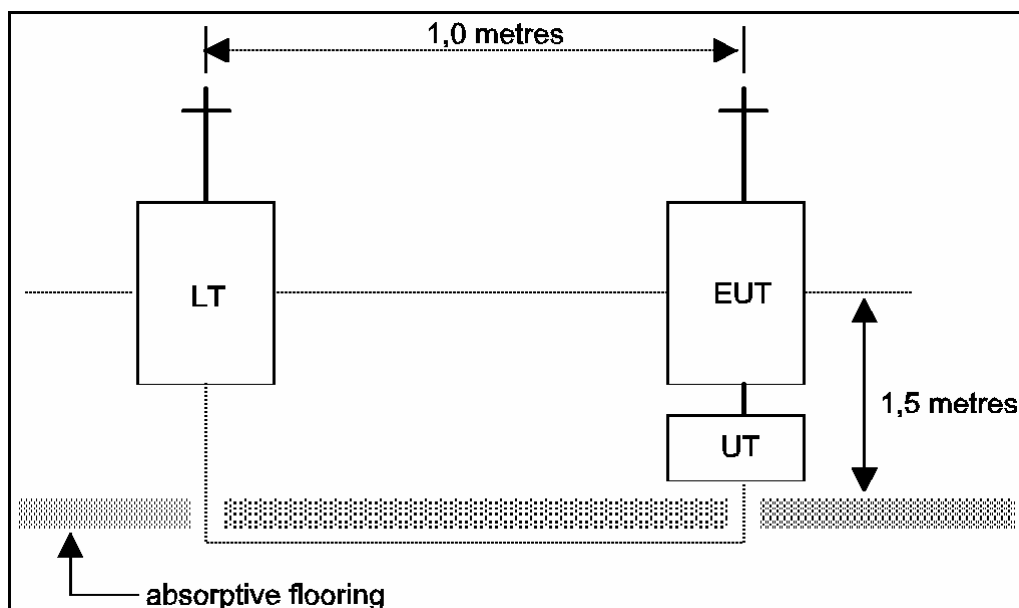 1,0 metres
LT
EUT
1,5 metres
UT
absorptive flooring